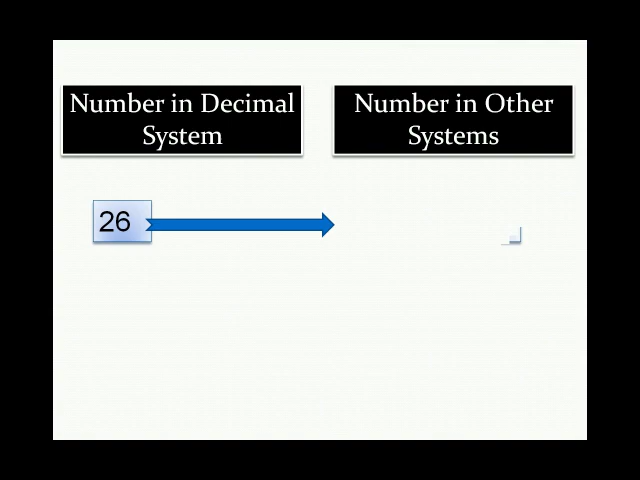 Number in Decimal
System
Number in Other
Systems
26